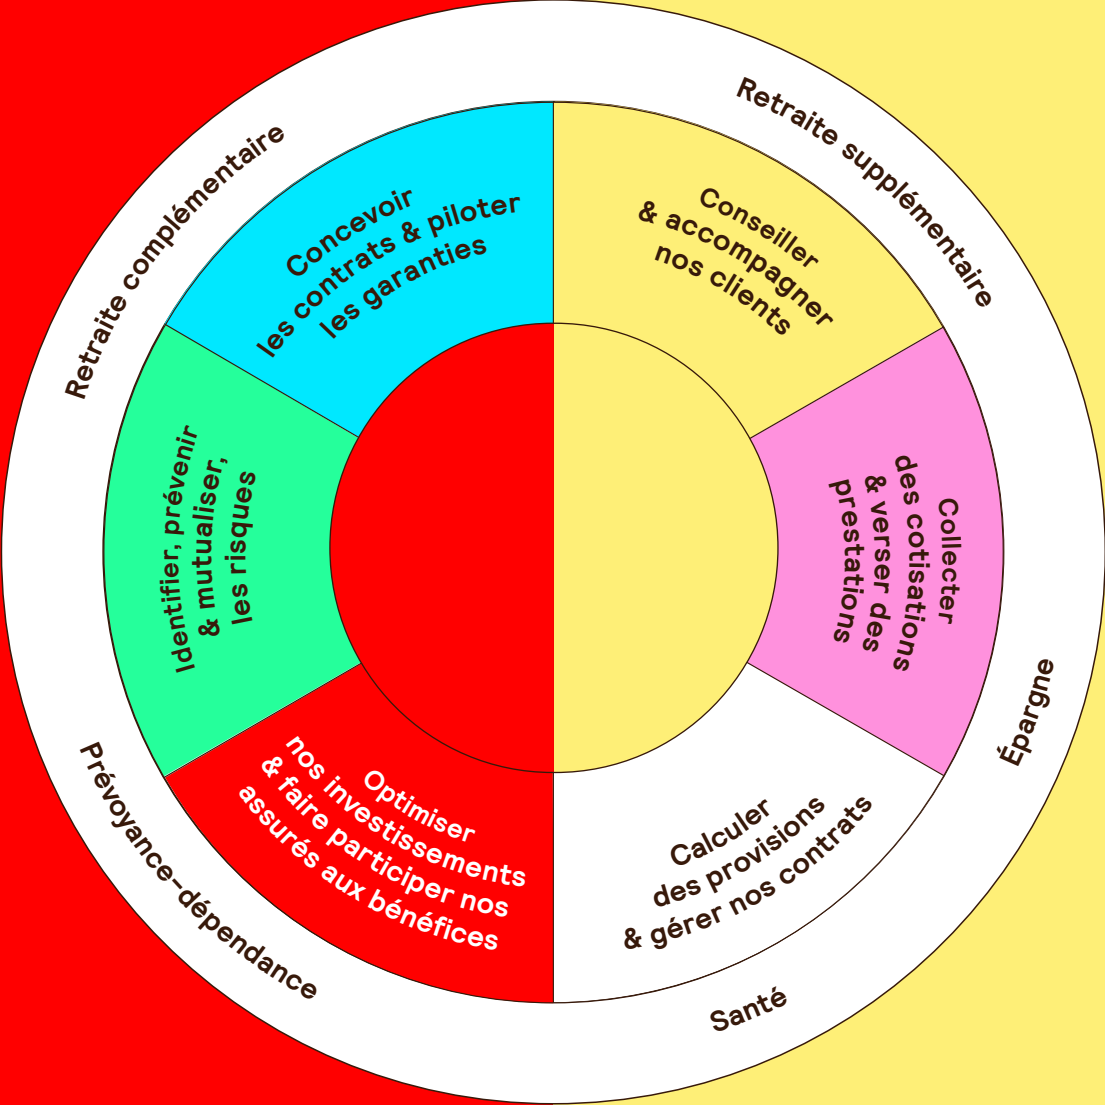 Retraite complémentaire
Retraite supplémentaire
Épargne
Santé
Prévoyance-dépendance
Concevoir
les contrats & piloter
les garanties
Conseiller
& accompagner
nos clients
Collecter
des cotisations
& verser des
prestations
Calculer
des provisions
& gérer nos contrats
Optimiser
nos investissements
& faire participer nos
assurés aux bénéfices
Identifier, prévenir
& mutualiser,
les risques